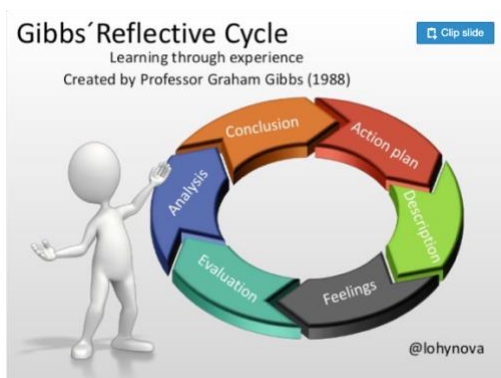 Gibbs´Reflective Cycle
Clip slide
Learning through experience
Created by Professor Graham Gibbs (1988)
Conclusion
Action plan
Analysis
Description
Evaluation
Feelings
@lohynova